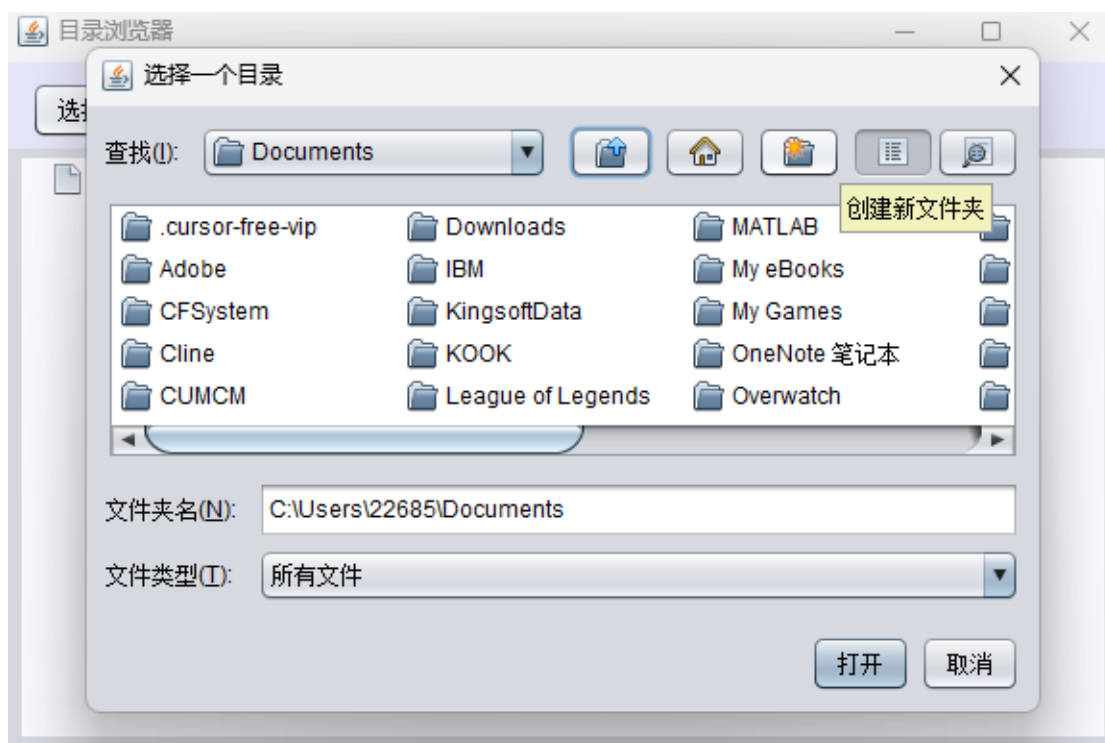 目录浏览器
选择一个目录
选
查找(I): Documents
创建新文件夹
.cursor-free-vip Downloads MATLAB
Adobe IBM My eBooks
CFSystem KingsoftData My Games
Cline KOOK OneNote 笔记本
CUMCM League of Legends Overwatch
文件夹名(N): C:\Users\22685\Documents
文件类型(T): 所有文件
打开 取消